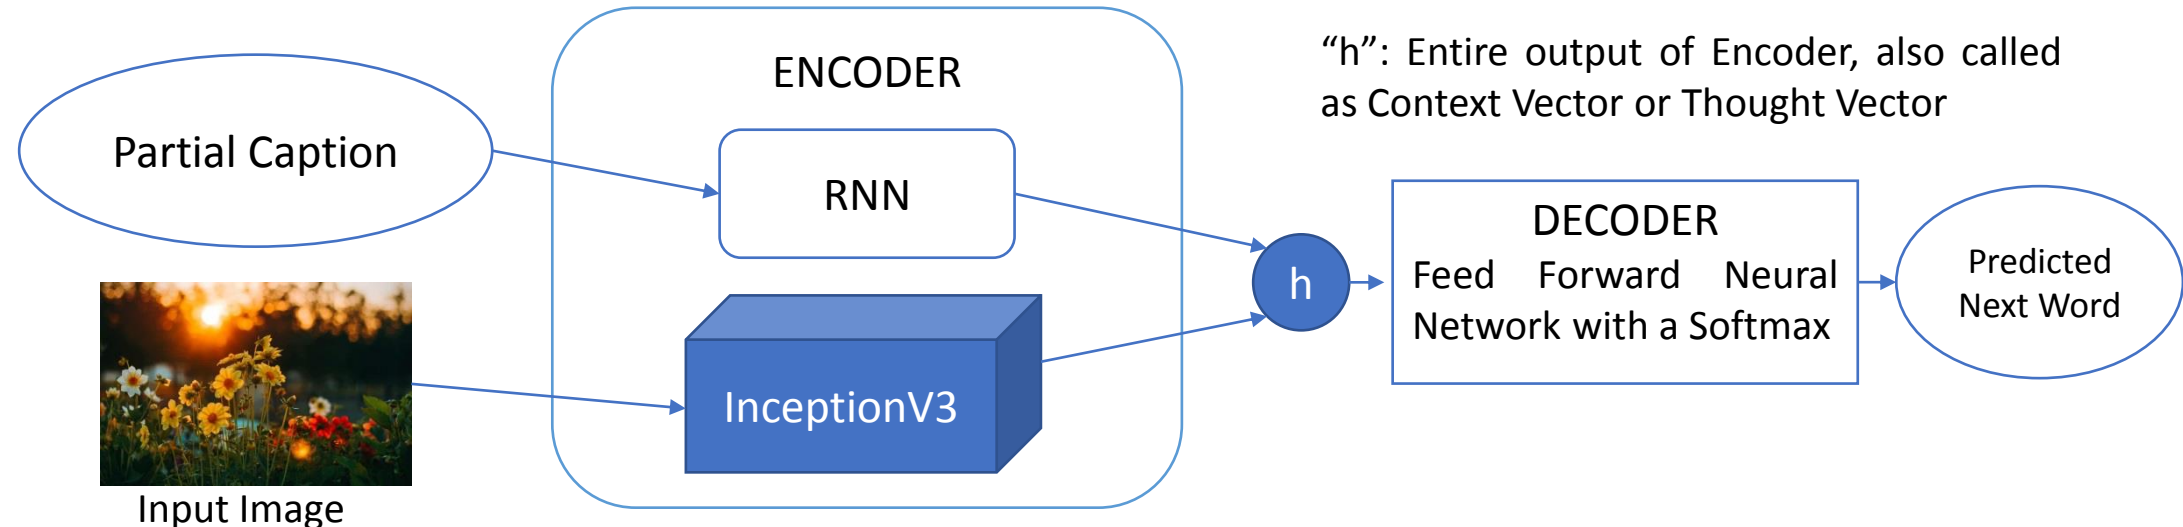 Partial Caption
Input Image
ENCODER
RNN
InceptionV3
“h”: Entire output of Encoder, also called
as Context Vector or Thought Vector
h
DECODER
Feed Forward Neural
Network with a Softmax
Predicted
Next Word